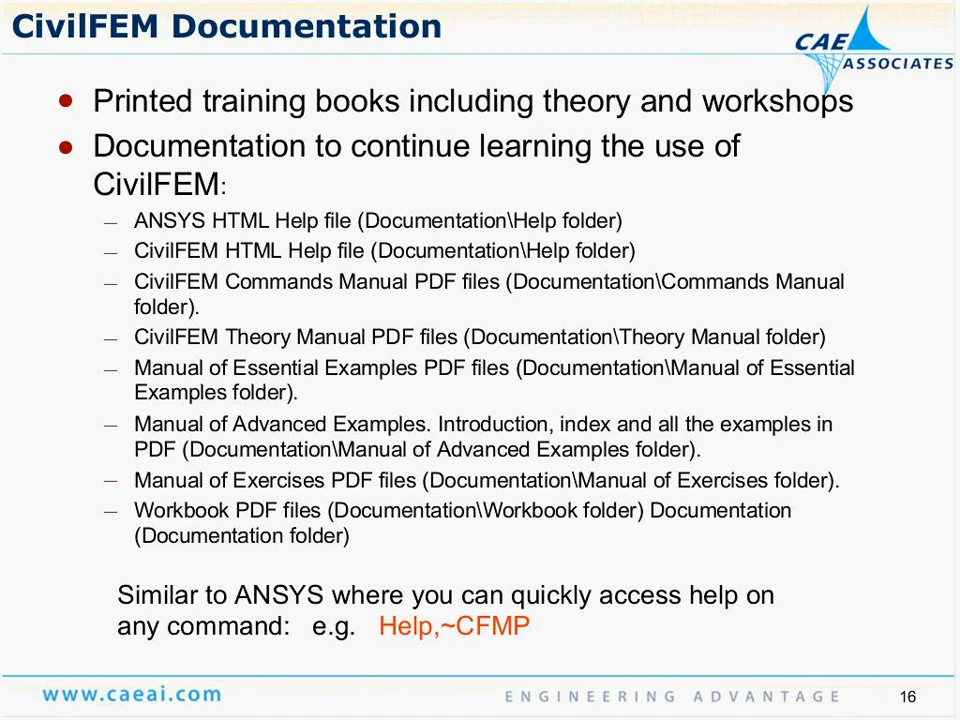 CivilFEM Documentation
CAE
ASSOCIATES
• Printed training books including theory and workshops
• Documentation to continue learning the use of
CivilFEM:
— ANSYS HTML Help file (Documentation\Help folder)
— CivilFEM HTML Help file (Documentation\Help folder)
— CivilFEM Commands Manual PDF files (Documentation\Commands Manual
folder).
— CivilFEM Theory Manual PDF files (Documentation\Theory Manual folder)
— Manual of Essential Examples PDF files (Documentation\Manual of Essential
Examples folder).
— Manual of Advanced Examples. Introduction, index and all the examples in
PDF (Documentation\Manual of Advanced Examples folder).
— Manual of Exercises PDF files (Documentation\Manual of Exercises folder).
— Workbook PDF files (Documentation\Workbook folder) Documentation
(Documentation folder)
Similar to ANSYS where you can quickly access help on
any command: e.g. Help,~CFMP
www.caeai.com
ENGINEERING ADVANTAGE
16